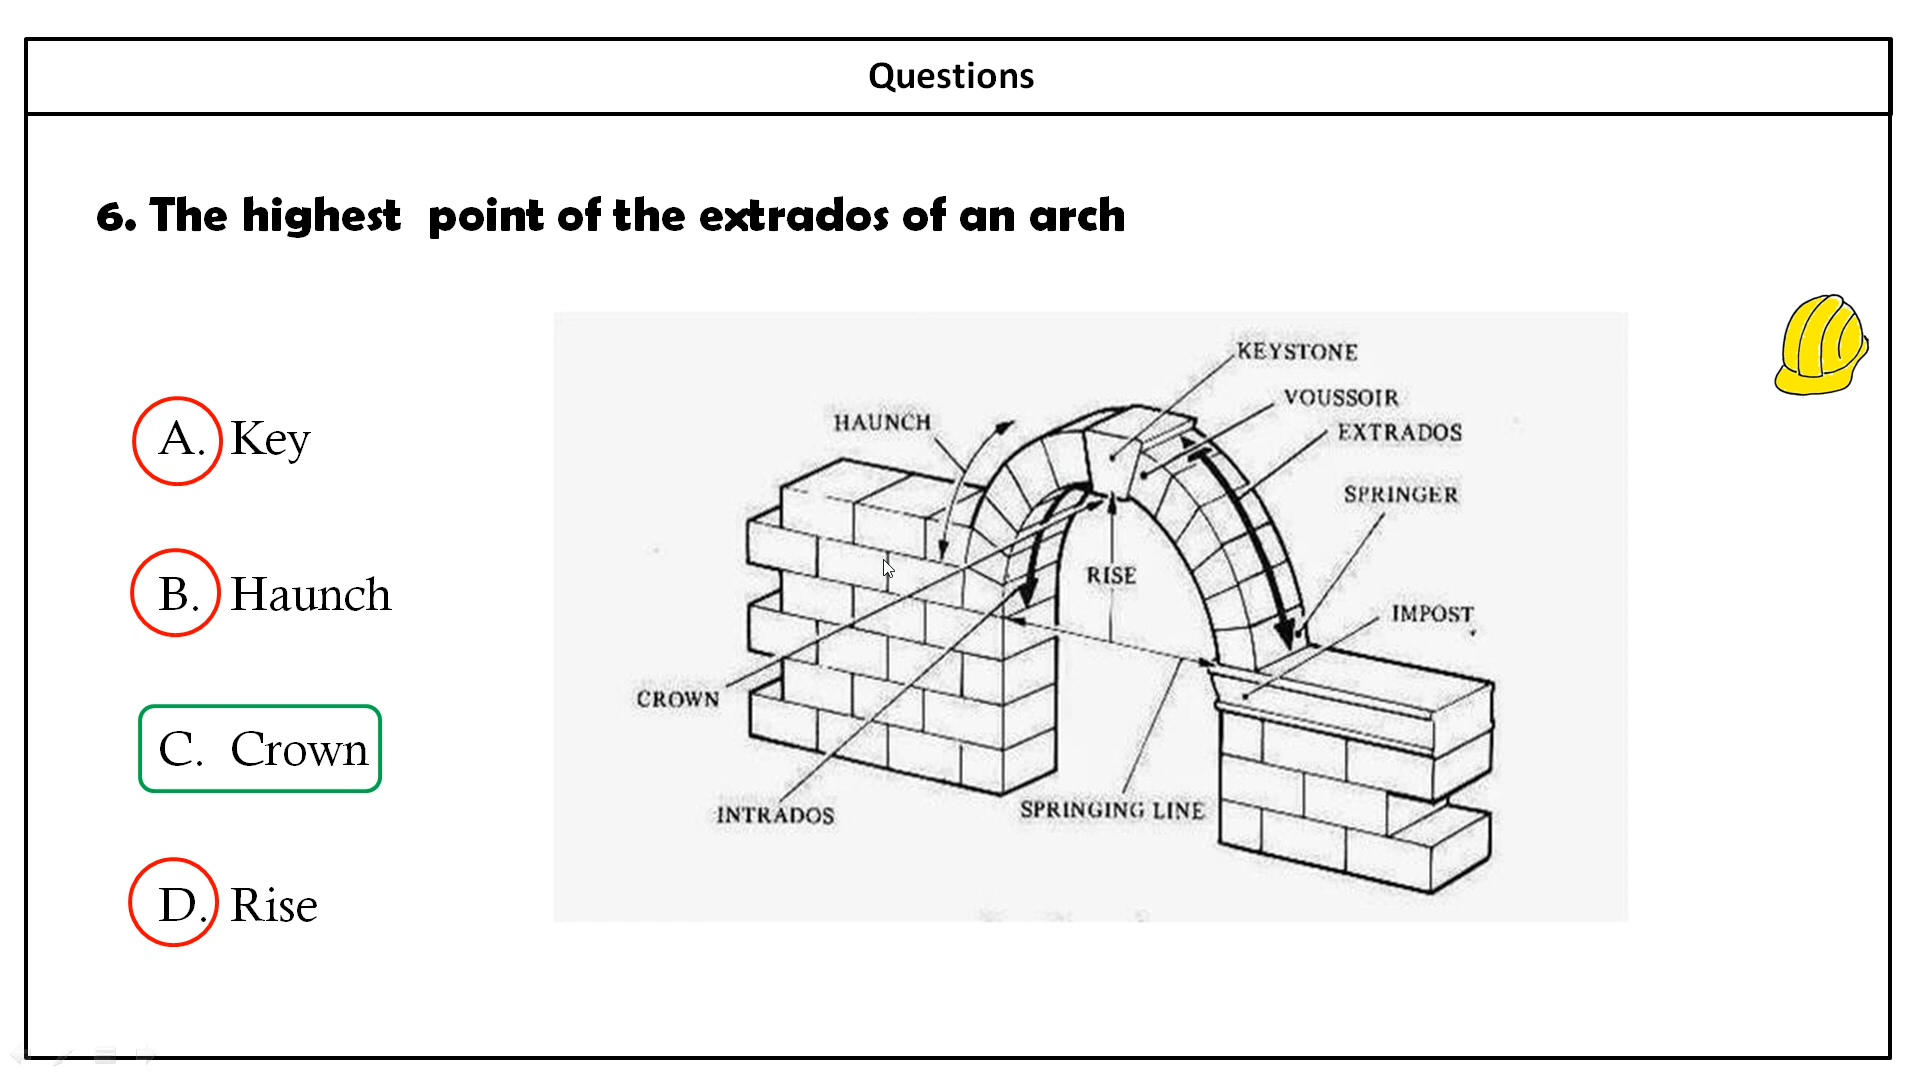 Questions
6. The highest point of the extrados of an arch
A. Key
B. Haunch
C. Crown
D. Rise
KEYSTONE
VOUSSOIR
HAUNCH
EXTRADOS
SPRINGER
RISE
IMPOST
CROWN
INTRADOS
SPRINGING LINE